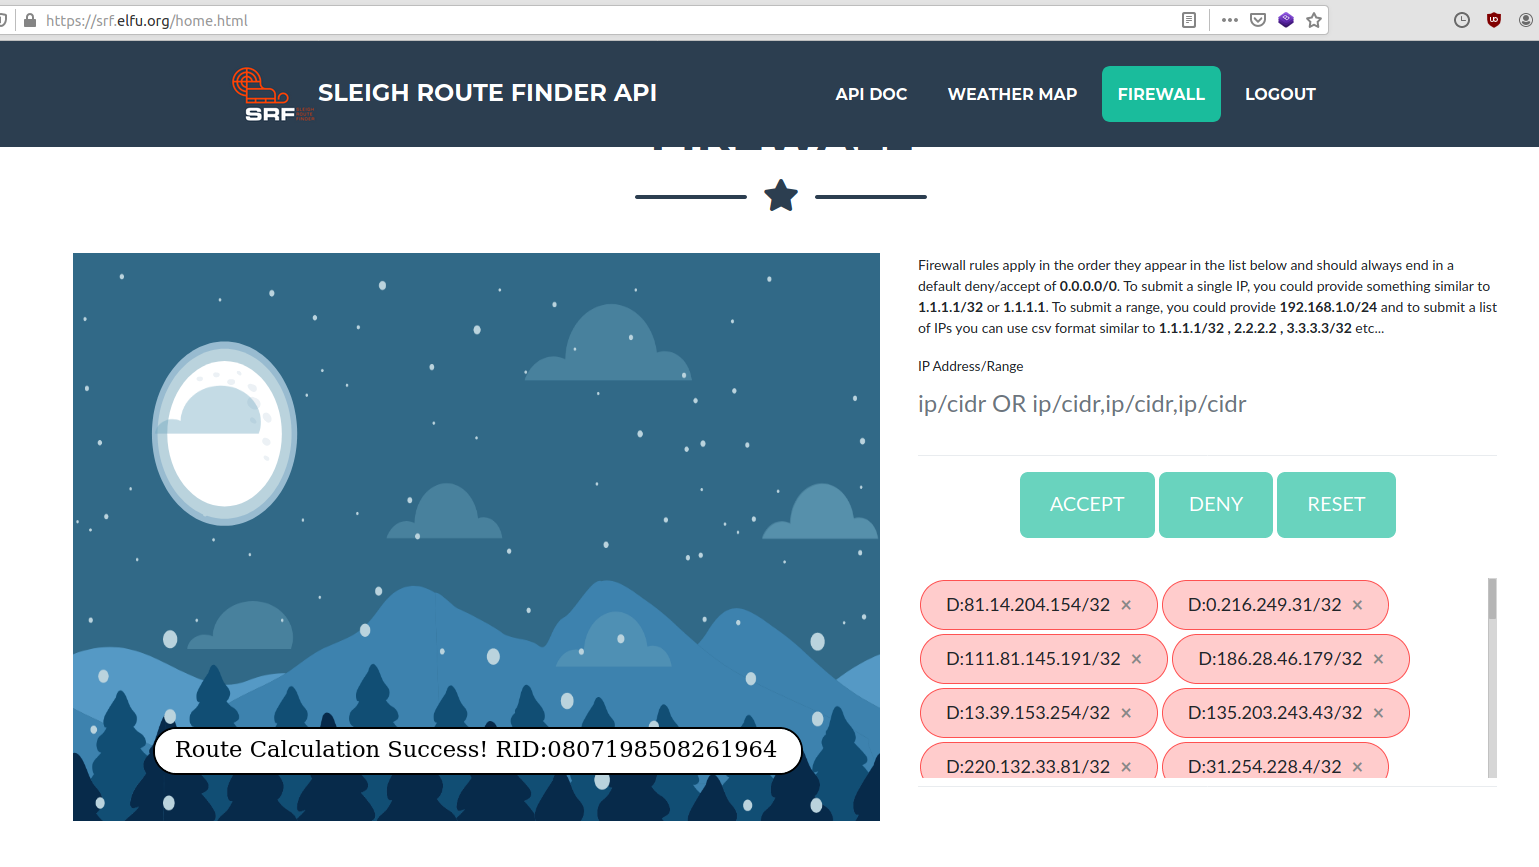 https://srf.elfu.org/home.html
SRF
SLEIGH ROUTE FINDER
SLEIGH ROUTE FINDER API
API DOC
WEATHER MAP
FIREWALL
LOGOUT
FIREWALL
Firewall rules apply in the order they appear in the list below and should always end in a
default deny/accept of 0.0.0.0/0. To submit a single IP, you could provide something similar to
1.1.1.1/32 or 1.1.1.1. To submit a range, you could provide 192.168.1.0/24 and to submit a list
of IPs you can use csv format similar to 1.1.1.1/32 , 2.2.2.2 , 3.3.3.3/32 etc...
IP Address/Range
ip/cidr OR ip/cidr,ip/cidr,ip/cidr
ACCEPT
DENY
RESET
D:81.14.204.154/32 ×
D:0.216.249.31/32 ×
D:111.81.145.191/32 ×
D:186.28.46.179/32 ×
D:13.39.153.254/32 ×
D:135.203.243.43/32 ×
D:220.132.33.81/32 ×
D:31.254.228.4/32 ×
Route Calculation Success! RID:0807198508261964